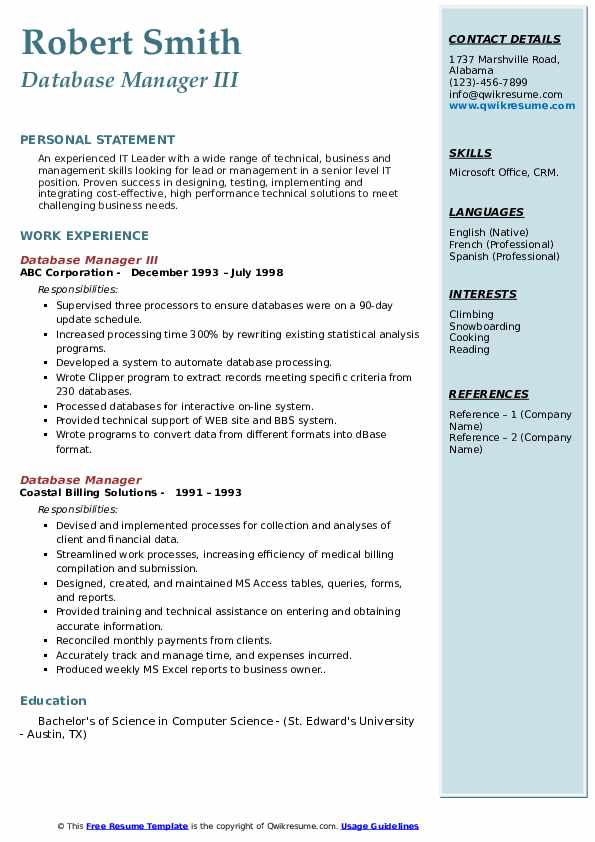 Robert Smith
Database Manager III
PERSONAL STATEMENT
An experienced IT Leader with a wide range of technical, business and
management skills looking for lead or management in a senior level IT
position. Proven success in designing, testing, implementing and
integrating cost-effective, high performance technical solutions to meet
challenging business needs.
WORK EXPERIENCE
Database Manager III
ABC Corporation - December 1993 – July 1998
Responsibilities:
▪ Supervised three processors to ensure databases were on a 90-day
update schedule.
▪ Increased processing time 300% by rewriting existing statistical analysis
programs.
▪ Developed a system to automate database processing.
▪ Wrote Clipper program to extract records meeting specific criteria from
230 databases.
▪ Processed databases for interactive on-line system.
▪ Provided technical support of WEB site and BBS system.
▪ Wrote programs to convert data from different formats into dBase
format.
Database Manager
Coastal Billing Solutions - 1991 – 1993
Responsibilities:
▪ Devised and implemented processes for collection and analyses of
client and financial data.
▪ Streamlined work processes, increasing efficiency of medical billing
compilation and submission.
▪ Designed, created, and maintained MS Access tables, queries, forms,
and reports.
▪ Provided training and technical assistance on entering and obtaining
accurate information.
▪ Reconciled monthly payments from clients.
▪ Accurately track and manage time, and expenses incurred.
▪ Produced weekly MS Excel reports to business owner..
Education
Bachelor's of Science in Computer Science - (St. Edward's University
- Austin, TX)
CONTACT DETAILS
1737 Marshville Road,
Alabama
(123)-456-7899
info@qwikresume.com
www.qwikresume.com
SKILLS
Microsoft Office, CRM.
LANGUAGES
English (Native)
French (Professional)
Spanish (Professional)
INTERESTS
Climbing
Snowboarding
Cooking
Reading
REFERENCES
Reference – 1 (Company
Name)
Reference – 2 (Company
Name)
© This Free Resume Template is the copyright of Qwikresume.com. Usage Guidelines